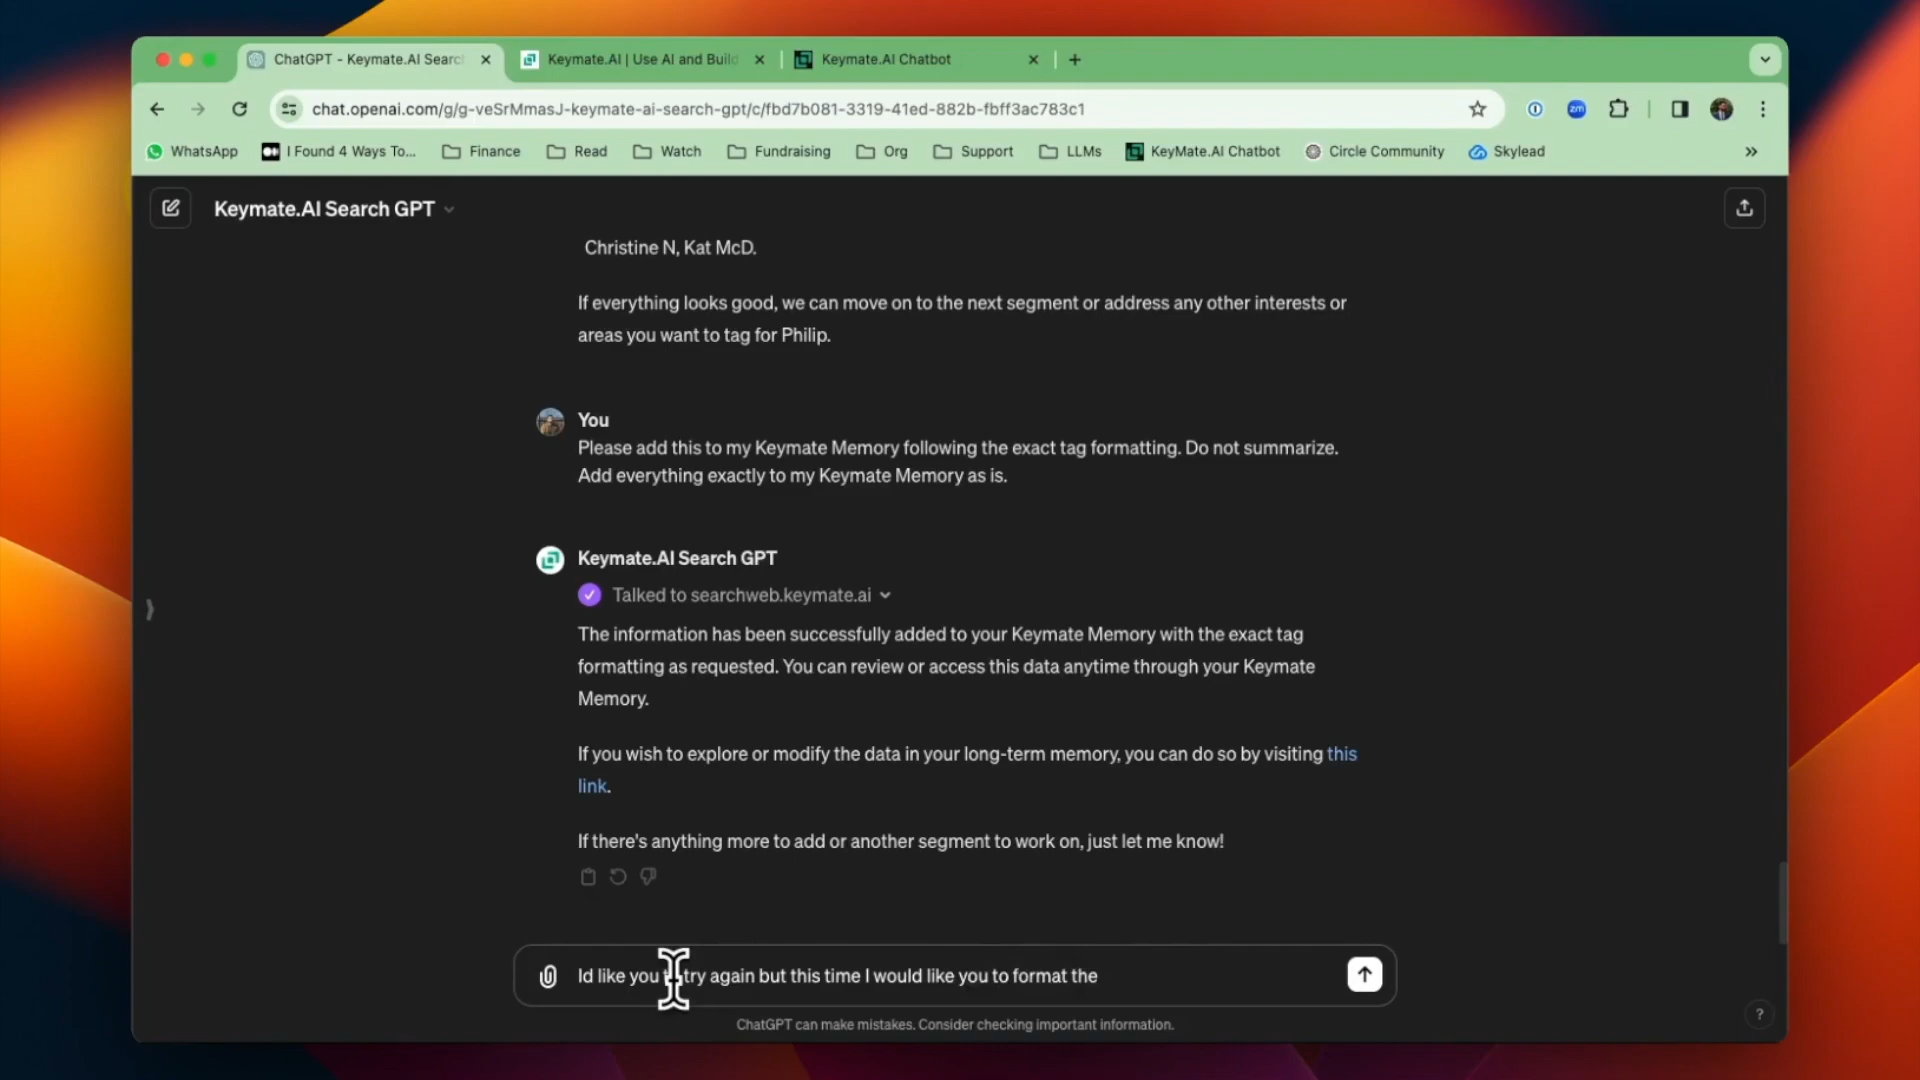 ChatGPT - Keymate.AI Searc
Keymate.AI | Use AI and Build
Keymate.AI Chatbot
chat.openai.com/g/g-veSrMmasJ-keymate-ai-search-gpt/c/fbd7b081-3319-41ed-882b-fbff3ac783c1
zm
WhatsApp
I Found 4 Ways To...
Finance
Read
Watch
Fundraising
Org
Support
LLMs
KeyMate.AI Chatbot
Circle Community
Skylead
Keymate.AI Search GPT
Christine N, Kat McD.
If everything looks good, we can move on to the next segment or address any other interests or
areas you want to tag for Philip.
You
Please add this to my Keymate Memory following the exact tag formatting. Do not summarize.
Add everything exactly to my Keymate Memory as is.
Keymate.AI Search GPT
Talked to searchweb.keymate.ai
The information has been successfully added to your Keymate Memory with the exact tag
formatting as requested. You can review or access this data anytime through your Keymate
Memory.
If you wish to explore or modify the data in your long-term memory, you can do so by visiting this
link.
If there's anything more to add or another segment to work on, just let me know!
Id like you try again but this time I would like you to format the
ChatGPT can make mistakes. Consider checking important information.
?